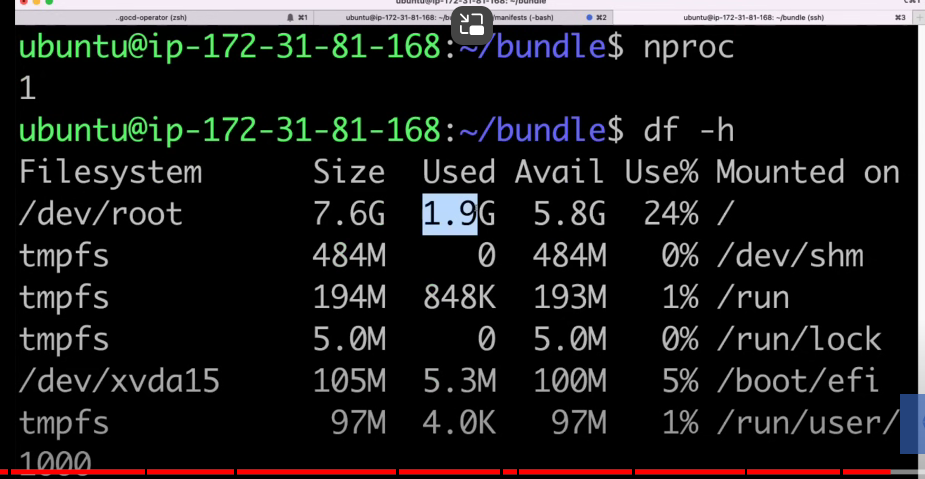 ubuntu@ip-172-31-81-168: ~/bundle
..gocd-operator (zsh) ⌘1 ubuntu@ip-172-31-81-168: ~/bu /manifests (-bash) ⌘2 ubuntu@ip-172-31-81-168: ~/bundle (ssh) ⌘3
ubuntu@ip-172-31-81-168:~/bundle$ nproc
1
ubuntu@ip-172-31-81-168:~/bundle$ df -h
Filesystem Size Used Avail Use% Mounted on
/dev/root 7.6G 1.9G 5.8G 24% /
tmpfs 484M 0 484M 0% /dev/shm
tmpfs 194M 848K 193M 1% /run
tmpfs 5.0M 0 5.0M 0% /run/lock
/dev/xvda15 105M 5.3M 100M 5% /boot/efi
tmpfs 97M 4.0K 97M 1% /run/user/
1000